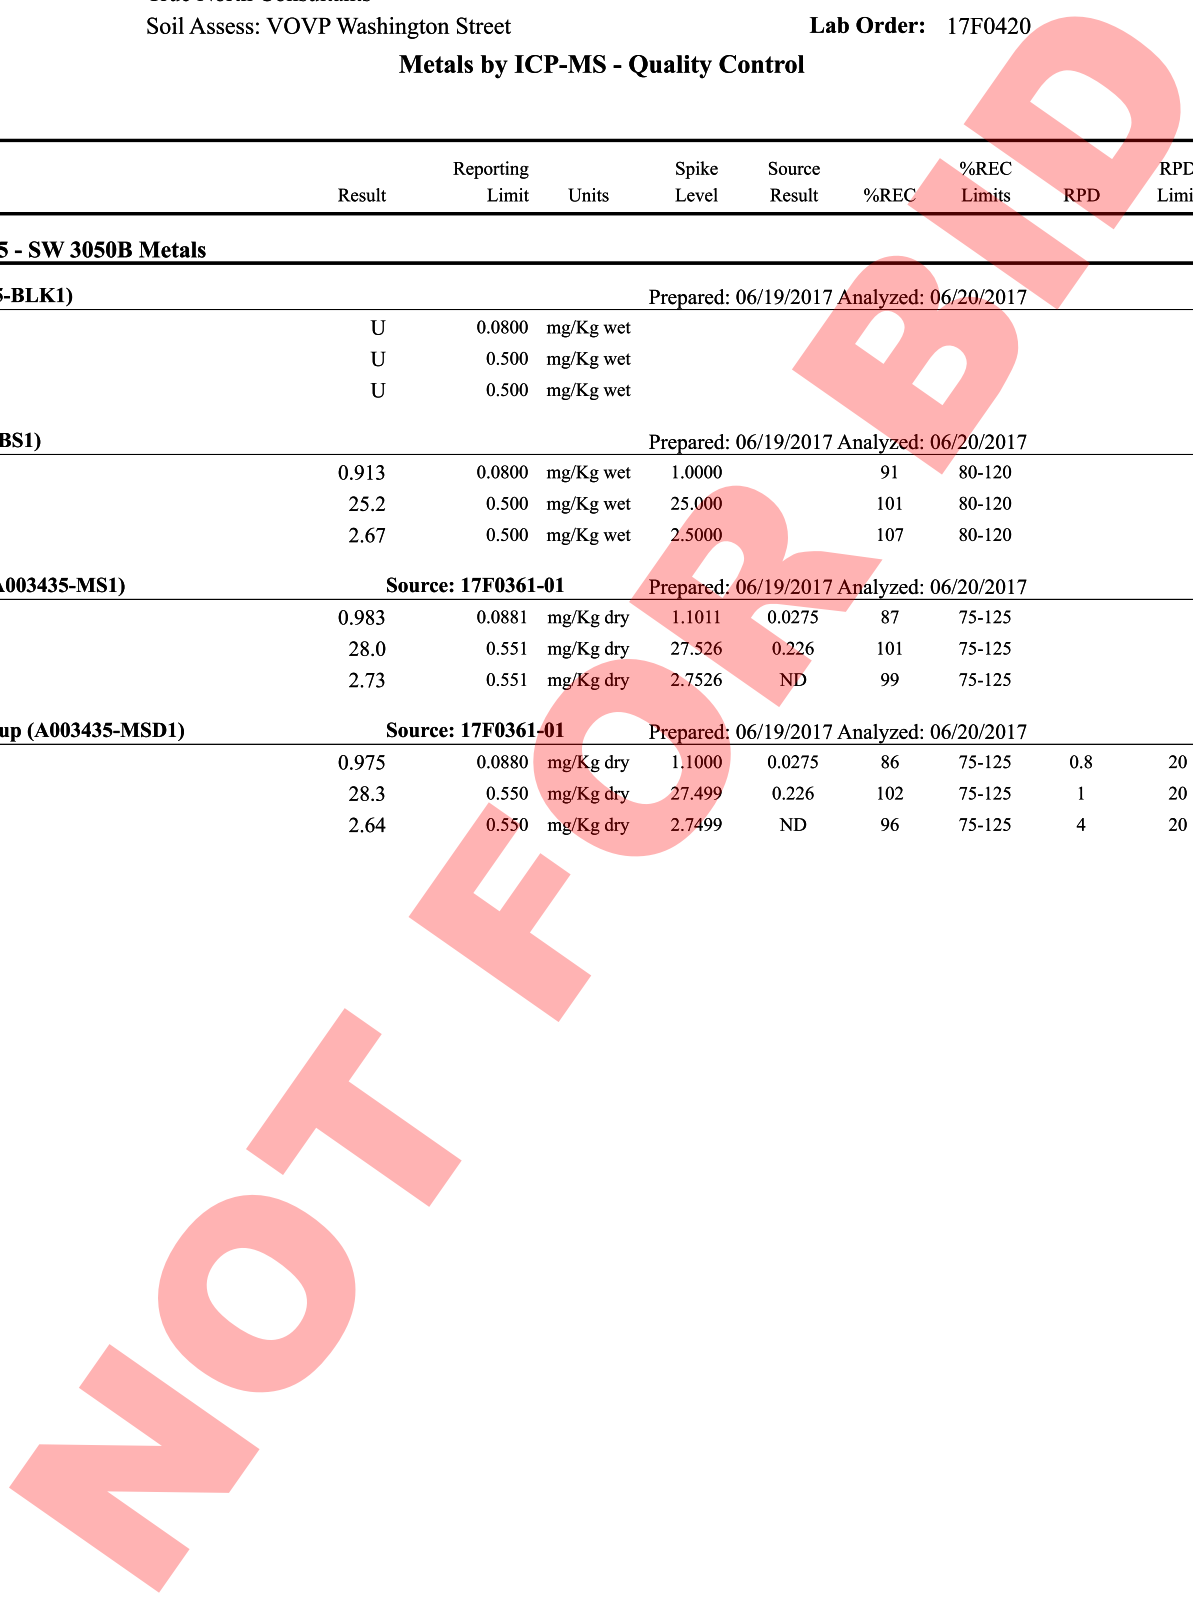 True North Consultants
Soil Assess: VOVP Washington Street Lab Order: 17F0420
Metals by ICP-MS - Quality Control
Reporting Spike Source %REC RPD
Result Limit Units Level Result %REC Limits RPD Limi
5 - SW 3050B Metals
5-BLK1) Prepared: 06/19/2017 Analyzed: 06/20/2017
U 0.0800 mg/Kg wet
U 0.500 mg/Kg wet
U 0.500 mg/Kg wet
BS1) Prepared: 06/19/2017 Analyzed: 06/20/2017
0.913 0.0800 mg/Kg wet 1.0000 91 80-120
25.2 0.500 mg/Kg wet 25.000 101 80-120
2.67 0.500 mg/Kg wet 2.5000 107 80-120
A003435-MS1) Source: 17F0361-01 Prepared: 06/19/2017 Analyzed: 06/20/2017
0.983 0.0881 mg/Kg dry 1.1011 0.0275 87 75-125
28.0 0.551 mg/Kg dry 27.526 0.226 101 75-125
2.73 0.551 mg/Kg dry 2.7526 ND 99 75-125
up (A003435-MSD1) Source: 17F0361-01 Prepared: 06/19/2017 Analyzed: 06/20/2017
0.975 0.0880 mg/Kg dry 1.1000 0.0275 86 75-125 0.8 20
28.3 0.550 mg/Kg dry 27.499 0.226 102 75-125 1 20
2.64 0.550 mg/Kg dry 2.7499 ND 96 75-125 4 20
NOT FOR BID